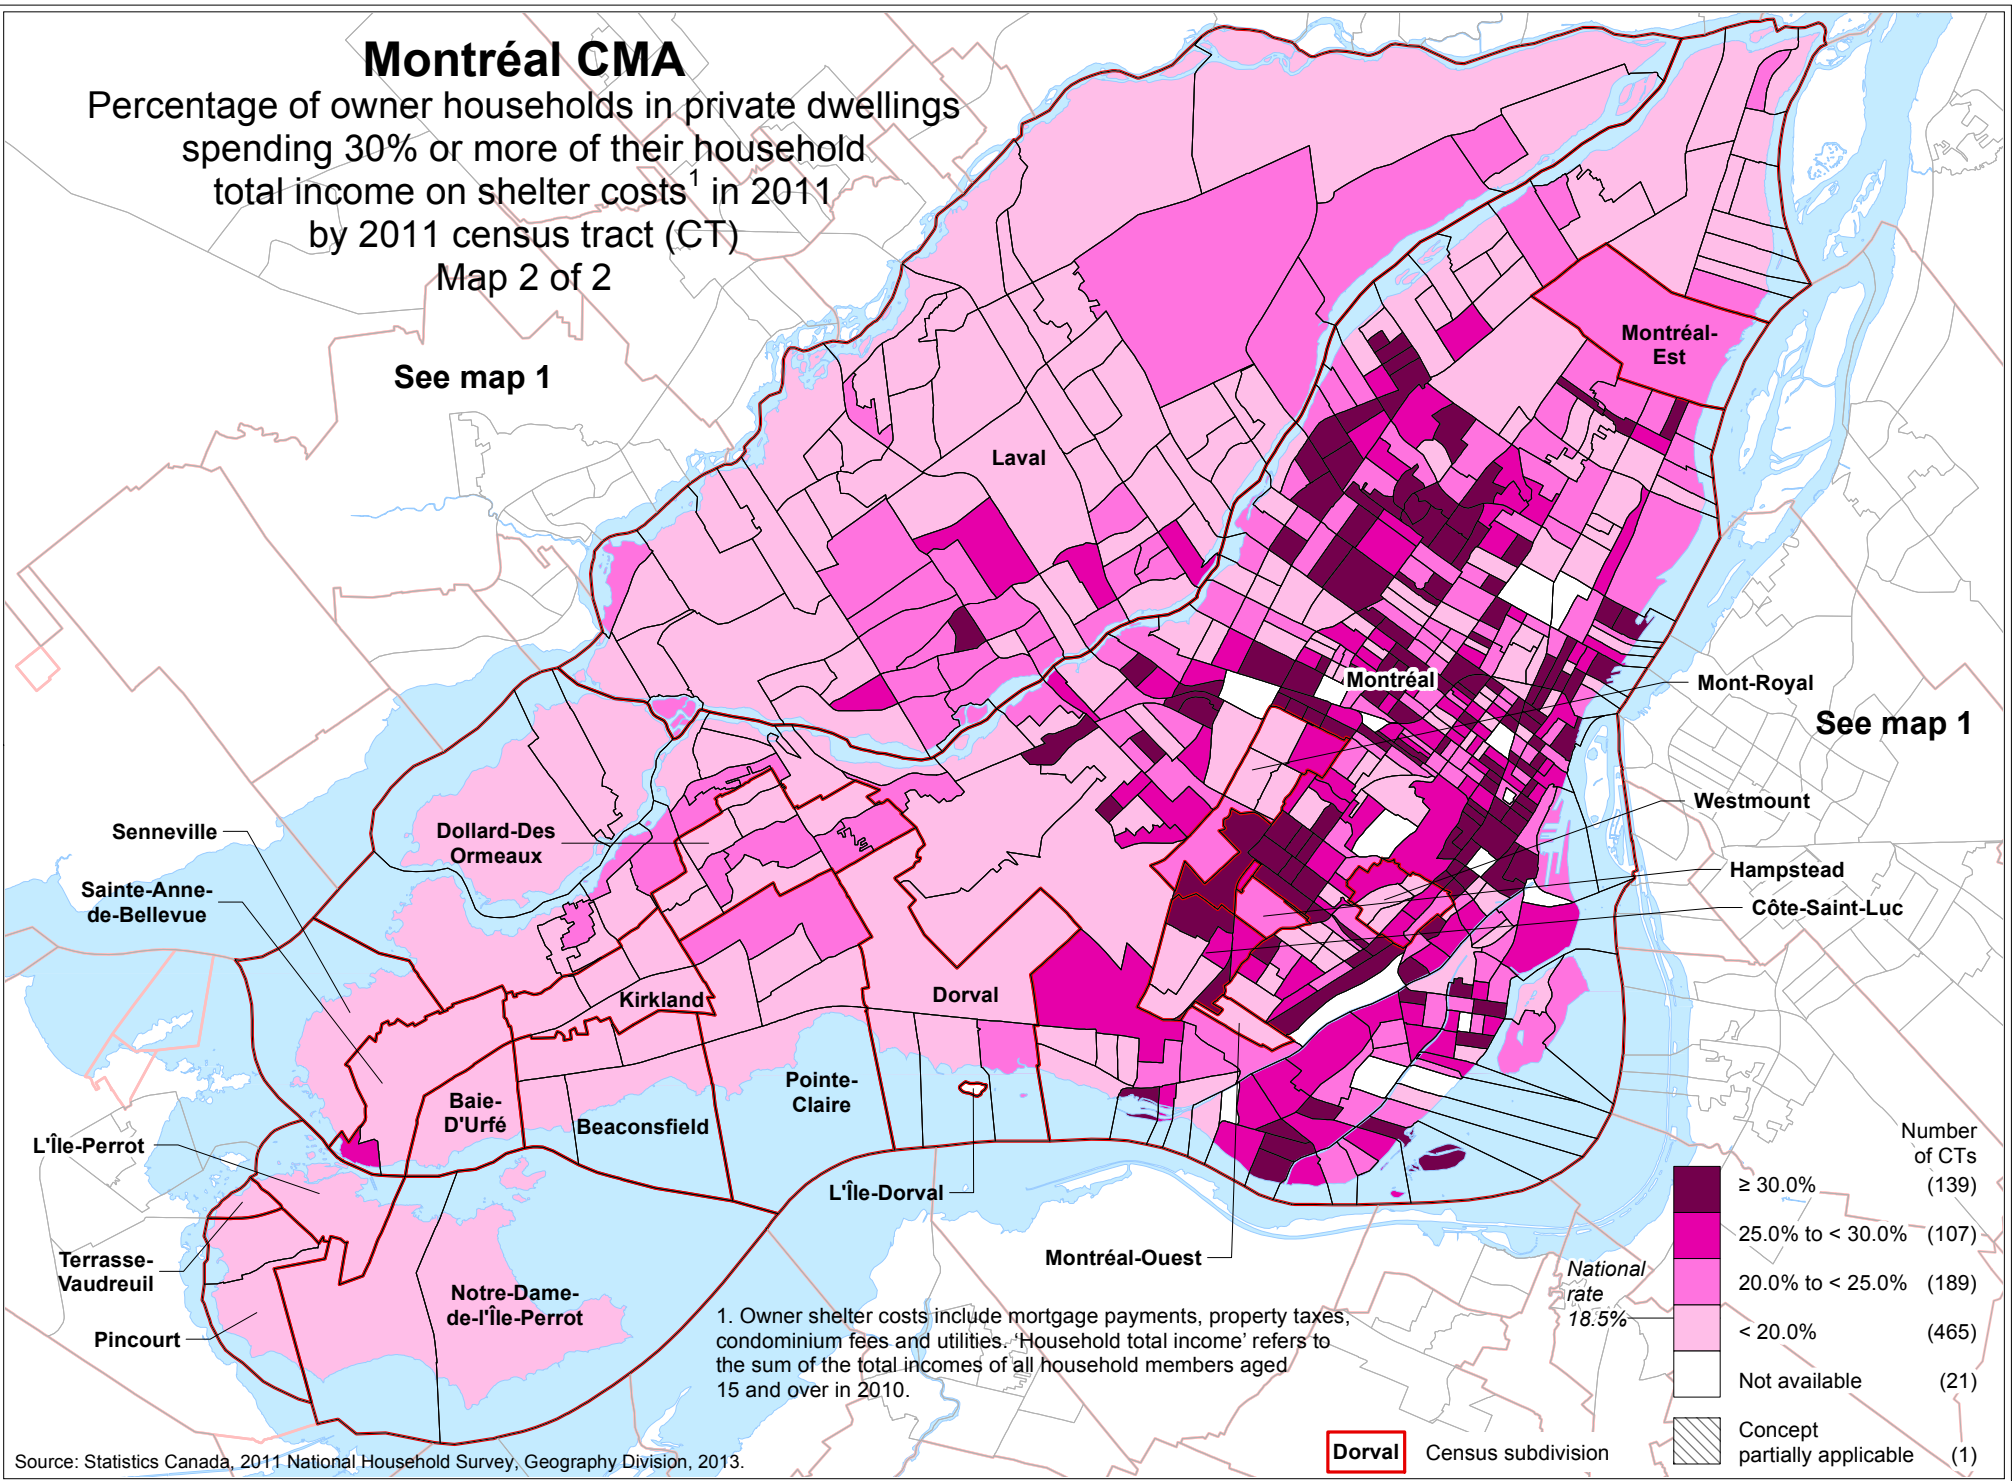 Montréal CMA
Percentage of owner households in private dwellings
spending 30% or more of their household
total income on shelter costs1 in 2011
by 2011 census tract (CT)
Map 2 of 2
See map 1
Montréal-
Est
Laval
Montréal
Mont-Royal
See map 1
Westmount
Hampstead
Côte-Saint-Luc
Senneville
Dollard-Des
Ormeaux
Sainte-Anne-
de-Bellevue
Kirkland
Dorval
Baie-
D'Urfé
Beaconsfield
Pointe-
Claire
L'Île-Perrot
L'Île-Dorval
Montréal-Ouest
Terrasse-
Vaudreuil
Notre-Dame-
de-l'Île-Perrot
Pincourt
1. Owner shelter costs include mortgage payments, property taxes,
condominium fees and utilities. ‘Household total income’ refers to
the sum of the total incomes of all household members aged
15 and over in 2010.
Number
of CTs
≥ 30.0% (139)
25.0% to < 30.0% (107)
20.0% to < 25.0% (189)
National
rate
18.5%
< 20.0% (465)
Not available (21)
Concept
partially applicable (1)
Dorval Census subdivision
Source: Statistics Canada, 2011 National Household Survey, Geography Division, 2013.